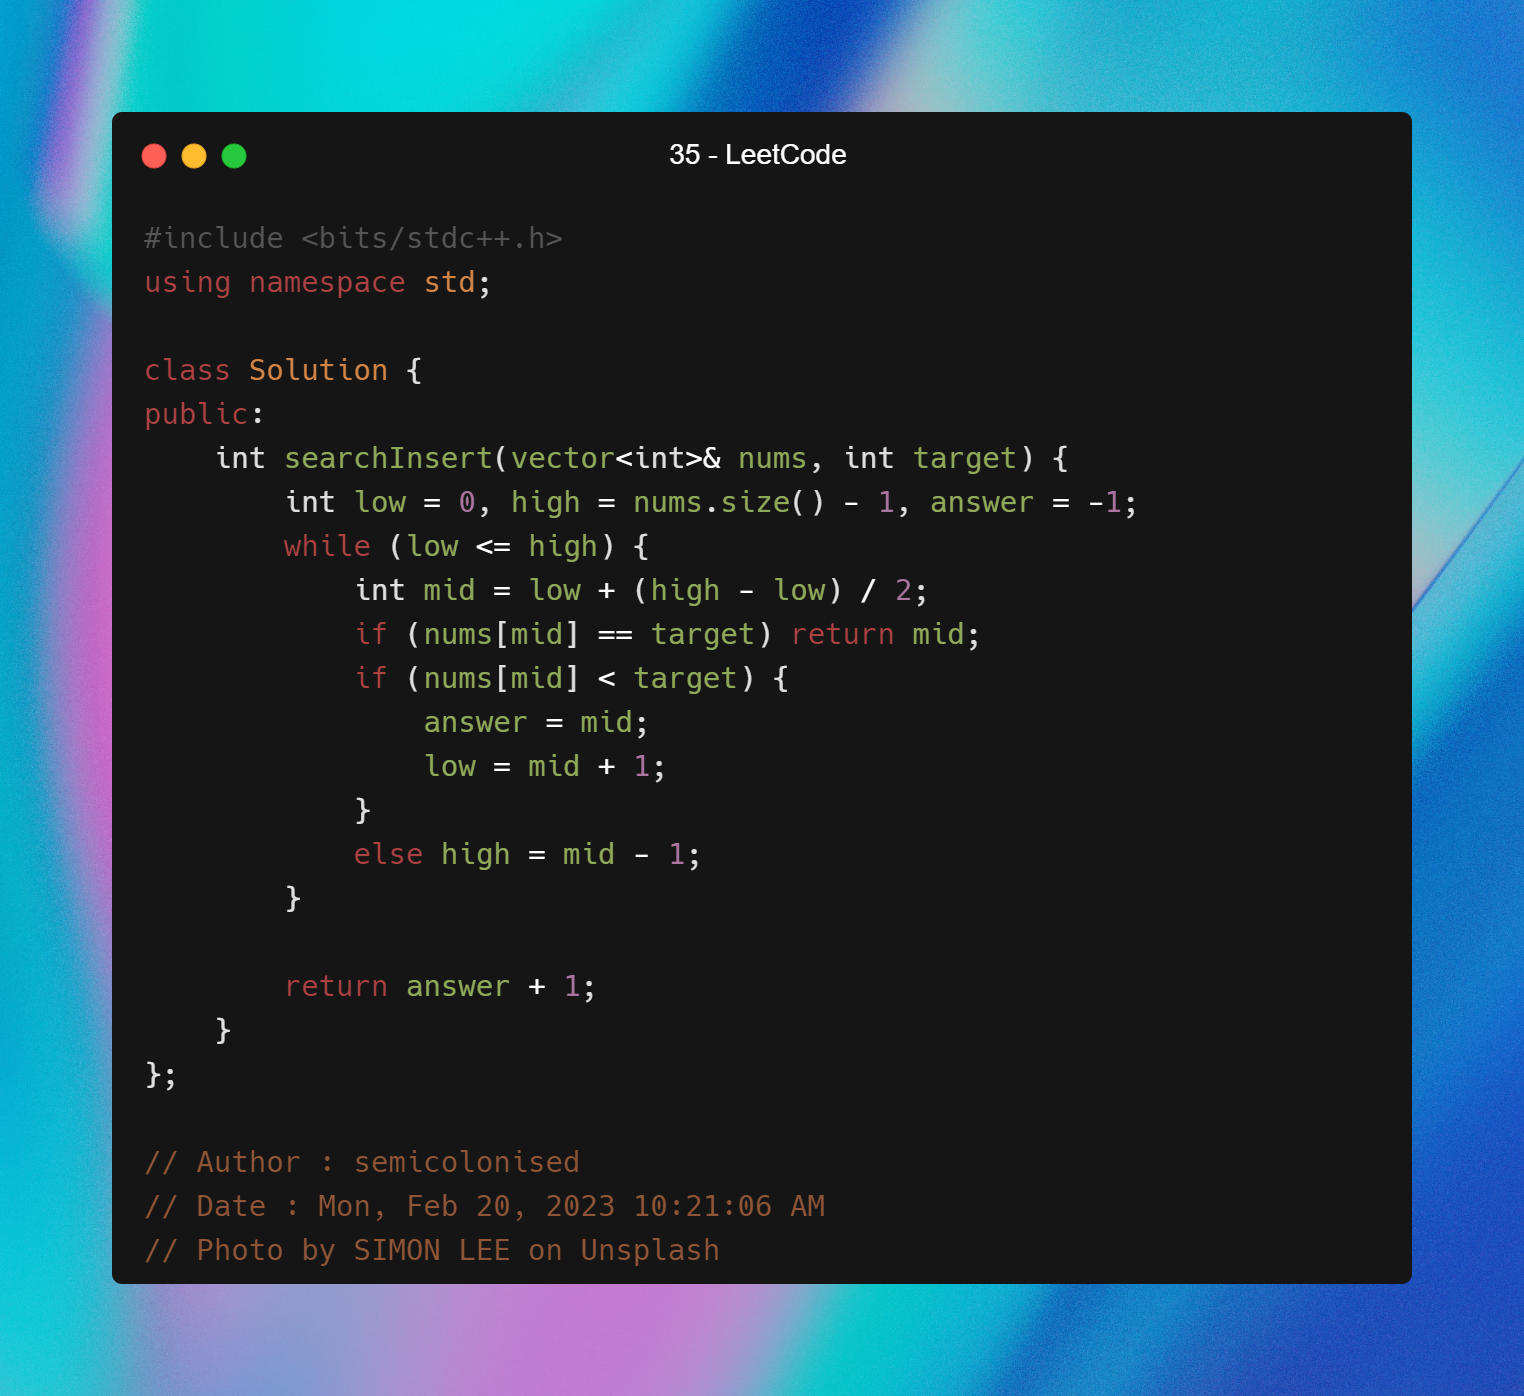 35 - LeetCode
#include <bits/stdc++.h>
using namespace std;

class Solution {
public:
    int searchInsert(vector<int>& nums, int target) {
        int low = 0, high = nums.size() - 1, answer = -1;
        while (low <= high) {
            int mid = low + (high - low) / 2;
            if (nums[mid] == target) return mid;
            if (nums[mid] < target) {
                answer = mid;
                low = mid + 1;
            }
            else high = mid - 1;
        }

        return answer + 1;
    }
};

// Author : semicolonised
// Date : Mon, Feb 20, 2023 10:21:06 AM
// Photo by SIMON LEE on Unsplash